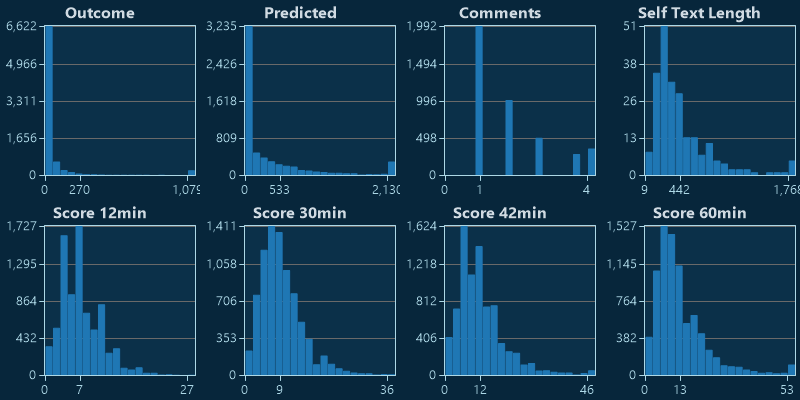 Outcome
6,622
4,966
3,311
1,656
0
0 270 1,079
Predicted
3,235
2,426
1,618
809
0
0 533 2,130
Comments
1,992
1,494
996
498
0
0 1 4
Self Text Length
51
38
26
13
0
9 442 1,768
Score 12min
1,727
1,295
864
432
0
0 7 27
Score 30min
1,411
1,058
706
353
0
0 9 36
Score 42min
1,624
1,218
812
406
0
0 12 46
Score 60min
1,527
1,145
764
382
0
0 13 53